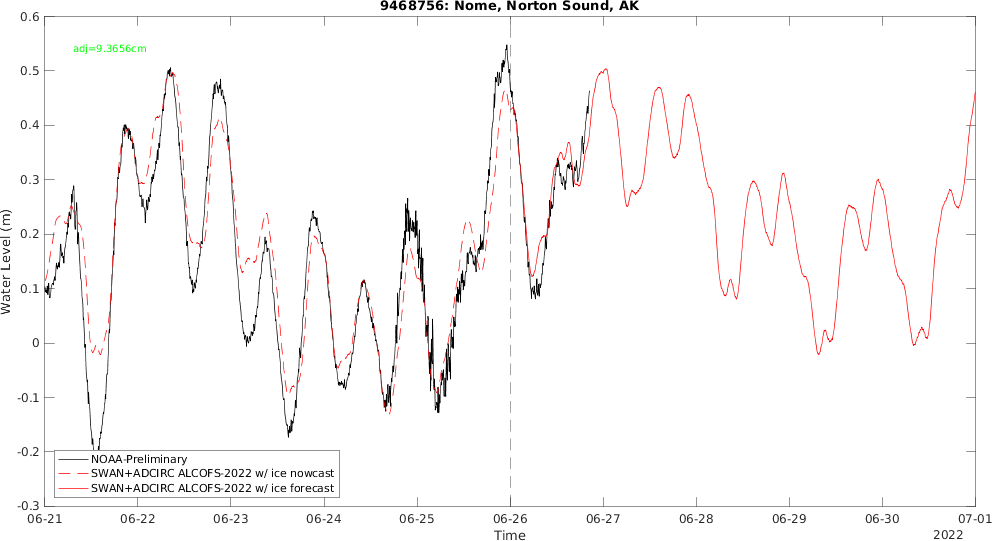 9468756: Nome, Norton Sound, AK
adj=9.3656cm
Water Level (m)
0.6
0.5
0.4
0.3
0.2
0.1
0
-0.1
-0.2
-0.3
NOAA-Preliminary
SWAN+ADCIRC ALCOFS-2022 w/ ice nowcast
SWAN+ADCIRC ALCOFS-2022 w/ ice forecast
06-21 06-22 06-23 06-24 06-25 06-26 06-27 06-28 06-29 06-30 07-01
Time
2022